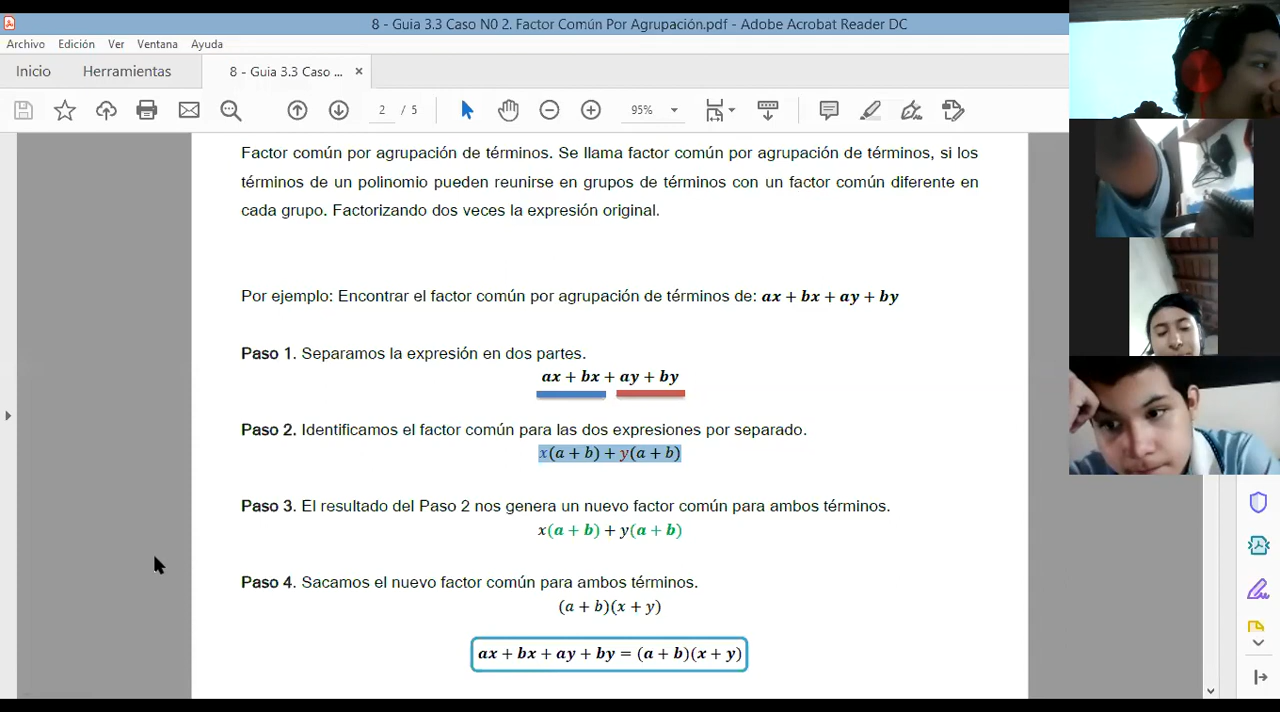 8 - Guia 3.3 Caso N0 2. Factor Común Por Agrupación.pdf - Adobe Acrobat Reader DC
Archivo Edición Ver Ventana Ayuda
Inicio Herramientas 8 - Guia 3.3 Caso ... ×
2 / 5 95%
Factor común por agrupación de términos. Se llama factor común por agrupación de términos, si los
términos de un polinomio pueden reunirse en grupos de términos con un factor común diferente en
cada grupo. Factorizando dos veces la expresión original.
Por ejemplo: Encontrar el factor común por agrupación de términos de: ax + bx + ay + by
Paso 1. Separamos la expresión en dos partes.
ax + bx + ay + by
Paso 2. Identificamos el factor común para las dos expresiones por separado.
x(a + b) + y(a + b)
Paso 3. El resultado del Paso 2 nos genera un nuevo factor común para ambos términos.
x(a + b) + y(a + b)
Paso 4. Sacamos el nuevo factor común para ambos términos.
(a + b)(x + y)
ax + bx + ay + by = (a + b)(x + y)